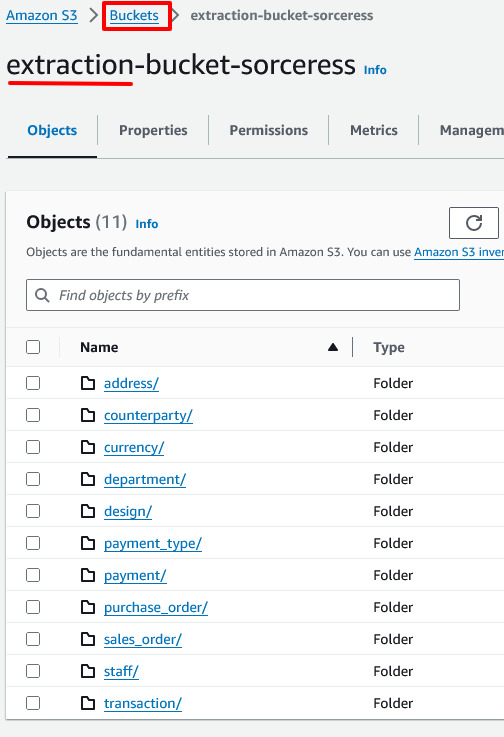 Amazon S3 > Buckets > extraction-bucket-sorceress
extraction-bucket-sorceress Info
Objects Properties Permissions Metrics Managem
Objects (11) Info
Objects are the fundamental entities stored in Amazon S3. You can use Amazon S3 inver
Find objects by prefix
Name Type
address/ Folder
counterparty/ Folder
currency/ Folder
department/ Folder
design/ Folder
payment_type/ Folder
payment/ Folder
purchase_order/ Folder
sales_order/ Folder
staff/ Folder
transaction/ Folder